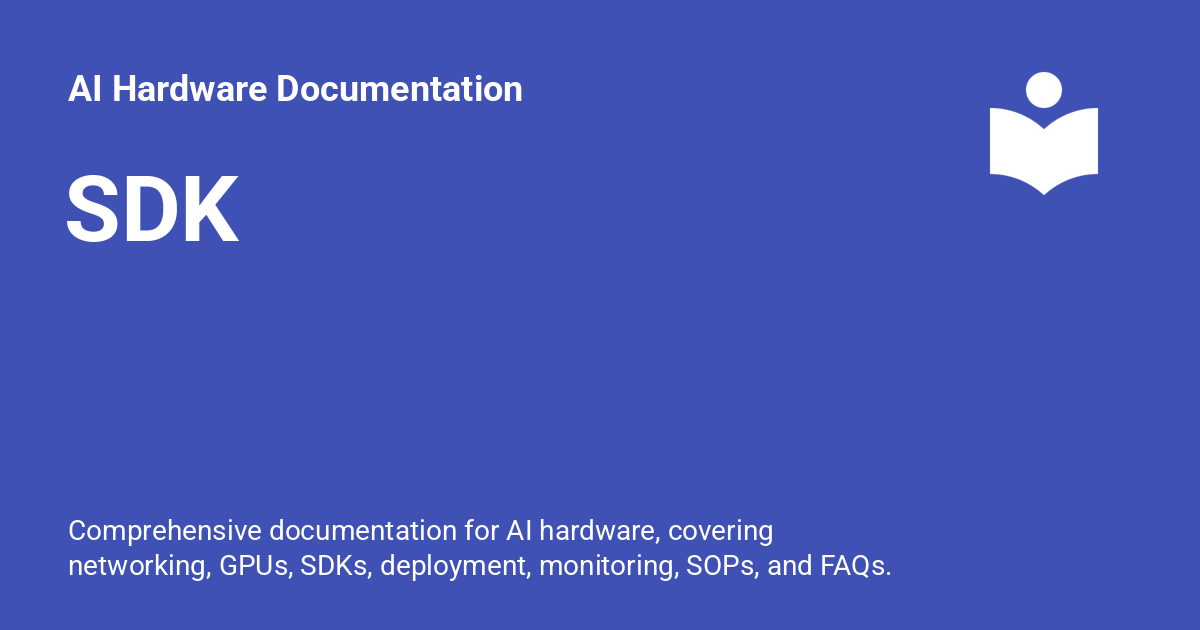 AI Hardware Documentation
SDK
Comprehensive documentation for AI hardware, covering
networking, GPUs, SDKs, deployment, monitoring, SOPs, and FAQs.